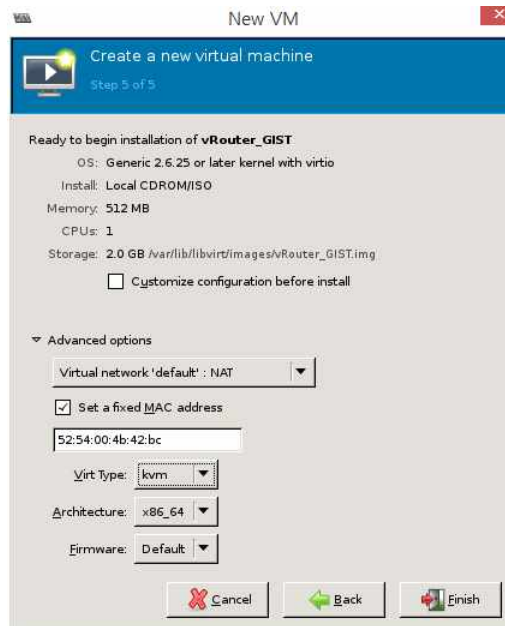 New VM
Create a new virtual machine
Step 5 of 5
Ready to begin installation of vRouter_GIST
OS: Generic 2.6.25 or later kernel with virtio
Install: Local CDROM/ISO
Memory: 512 MB
CPUs: 1
Storage: 2.0 GB /var/lib/libvirt/images/vRouter_GIST.img
Customize configuration before install
Advanced options
Virtual network 'default' : NAT
Set a fixed MAC address
52:54:00:4b:42:bc
Virt Type: kvm
Architecture: x86_64
Firmware: Default
Cancel Back Finish